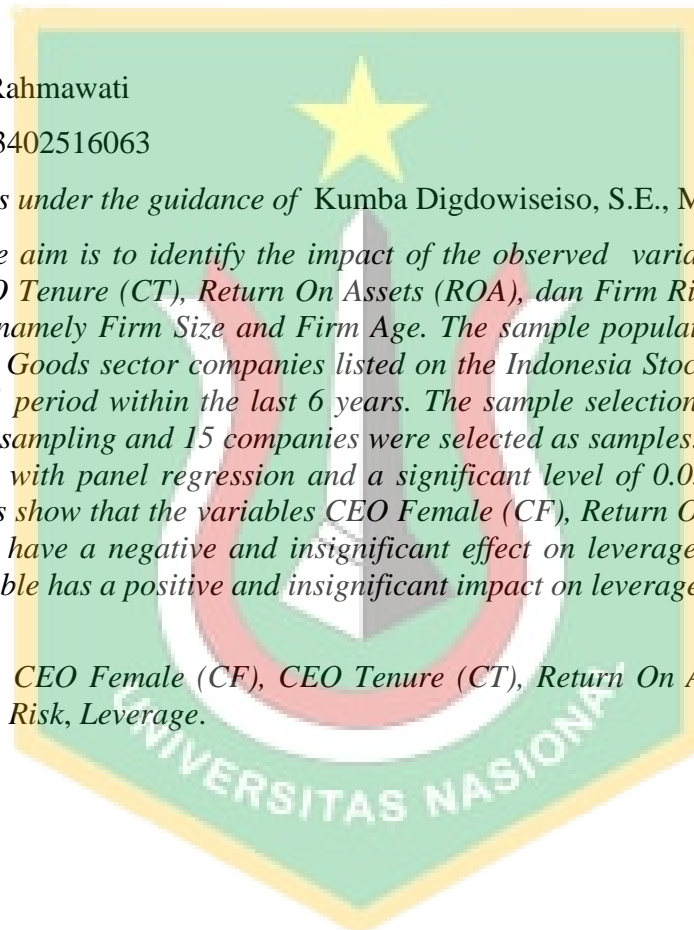 Rahmawati
3402516063
s under the guidance of Kumba Digdowiseiso, S.E., M
e aim is to identify the impact of the observed varia
O Tenure (CT), Return On Assets (ROA), dan Firm Ri
namely Firm Size and Firm Age. The sample popula
Goods sector companies listed on the Indonesia Stoc
period within the last 6 years. The sample selection
sampling and 15 companies were selected as samples.
with panel regression and a significant level of 0.0
s show that the variables CEO Female (CF), Return O
have a negative and insignificant effect on leverage
ble has a positive and insignificant impact on leverage
CEO Female (CF), CEO Tenure (CT), Return On A
Risk, Leverage.
UNIVERSITAS NASIONAL